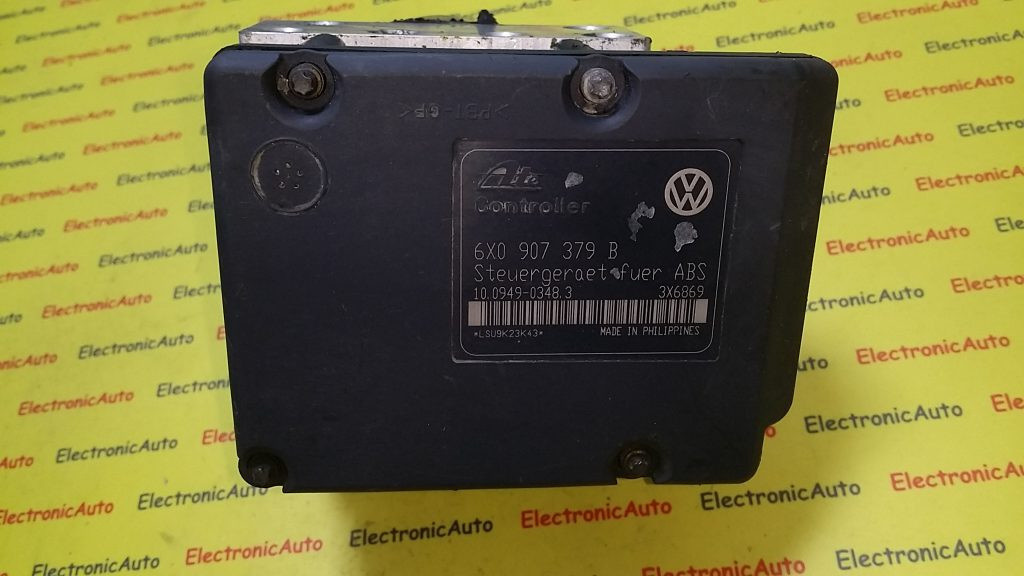 >PBT-GF<
Ate
Controller
6X0 907 379 B
Steuergeraet fuer ABS
10.0949-0348.3 3X6869
*LSU9K23K43* MADE IN PHILIPPINES
ElectronicAuto